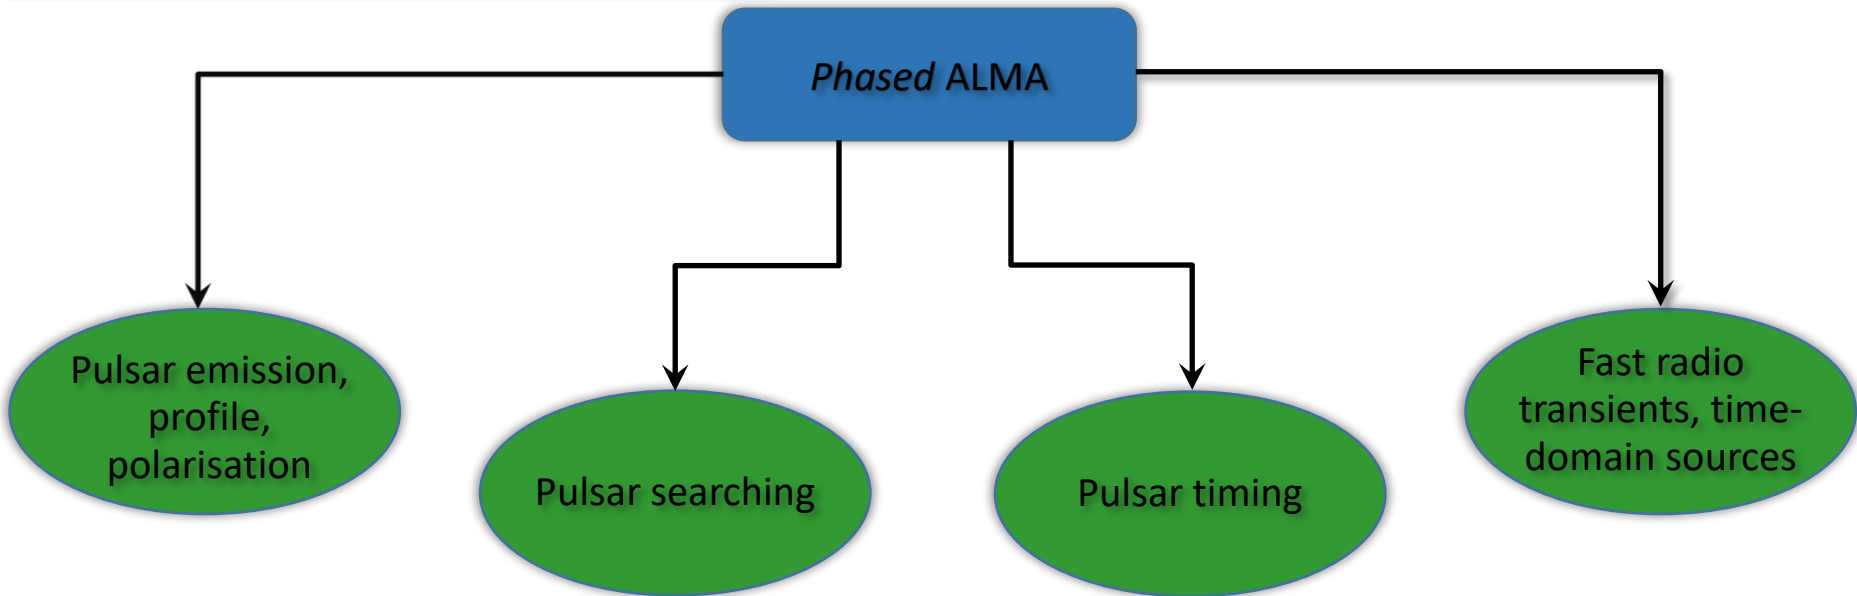 Phased ALMA
Pulsar emission,
profile,
polarisation
Pulsar searching
Pulsar timing
Fast radio
transients, time-
domain sources